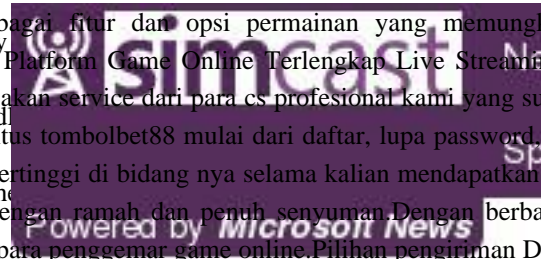 bagai fitur dan opsi permainan yang memungk
Platform Game Online Terlengkap Live Streami
simcast
Ni
akan service dari para cs profesional kami yang su
tus tombolbet88 mulai dari daftar, lupa password,
Sp
ertinggi di bidang nya selama kalian mendapatkan
engan ramah dan penuh senyuman.Dengan berba
Powered by Microsoft News
para penggemar game online.Pilihan pengiriman D